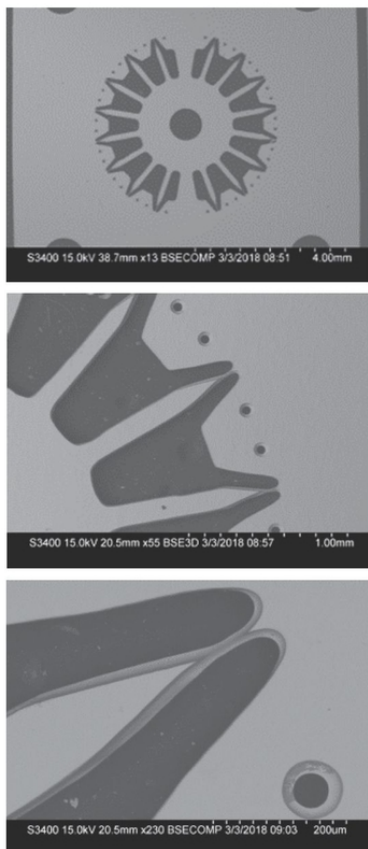 S3400 15.0kV 38.7mm x13 BSECOMP 3/3/2018 08:51 4.00mm
S3400 15.0kV 20.5mm x55 BSE3D 3/3/2018 08:57 1.00mm
S3400 15.0kV 20.5mm x230 BSECOMP 3/3/2018 09:03 200um